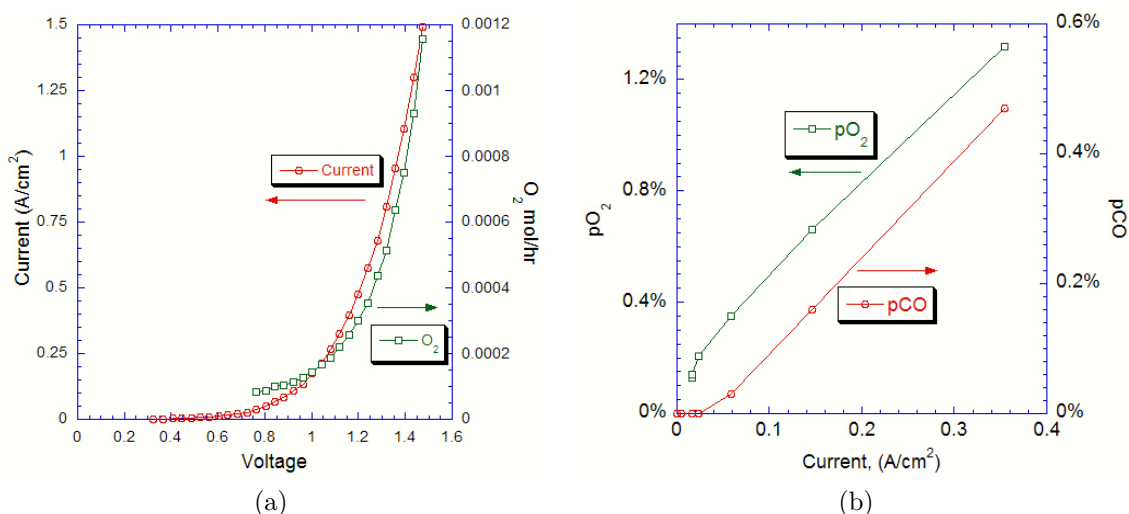 1.5
1.25
1
0.75
0.5
0.25
0
Current (A/cm²)
0 0.2 0.4 0.6 0.8 1 1.2 1.4 1.6
Voltage
0.0012
0.001
0.0008
0.0006
0.0004
0.0002
0
O₂ mol/hr
Current
O₂
(a)
1.2%
0.8%
0.4%
0%
pO₂
0 0.1 0.2 0.3 0.4
Current, (A/cm²)
0.6%
0.4%
0.2%
0%
pCO
pO₂
pCO
(b)